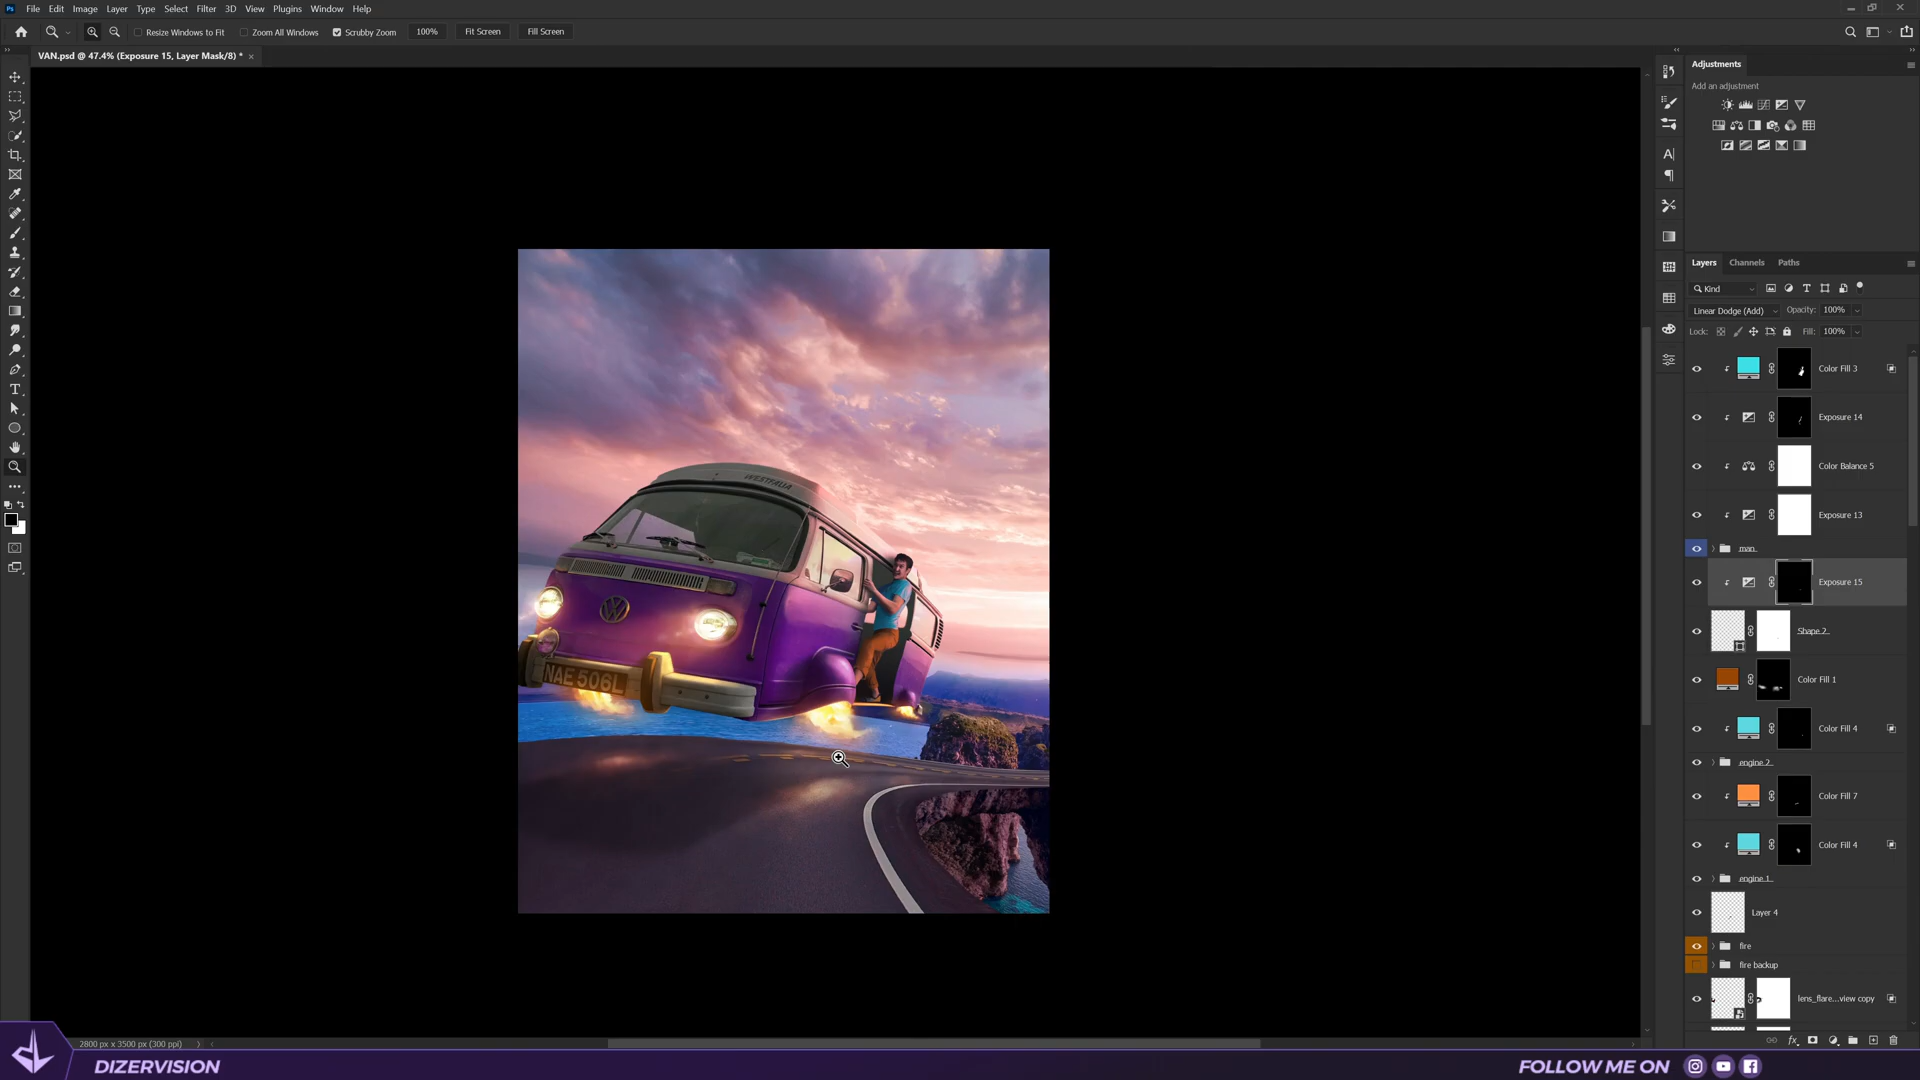 Ps File Edit Image Layer Type Select Filter 3D View Plugins Window Help
Resize Windows to Fit Zoom All Windows Scrubby Zoom 100% Fit Screen Fill Screen
VAN.psd @ 47.4% (Exposure 15, Layer Mask/8) *
Adjustments
Add an adjustment
Layers Channels Paths
Kind
Linear Dodge (Add) Opacity: 100%
Lock: Fill: 100%
Color Fill 3
Exposure 14
Color Balance 5
Exposure 13
man
Exposure 15
Shape 2
Color Fill 1
Color Fill 4
engine 2
Color Fill 7
Color Fill 4
engine 1
Layer 4
fire
fire backup
lens_flare...view copy
WESTFALIA
NAE 506L
2800 px x 3500 px (300 ppi)
DIZERVISION
FOLLOW ME ON